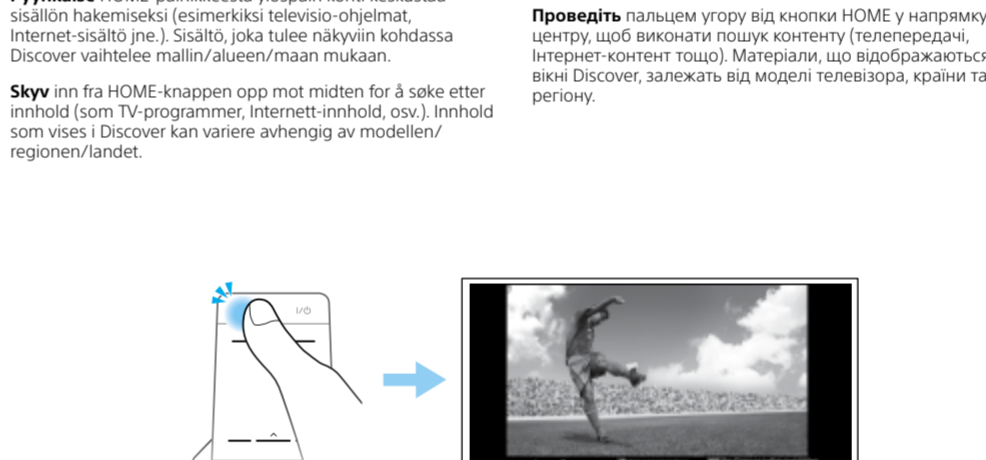 sisällön hakemiseksi (esimerkiksi televisio-ohjelmat,
Internet-sisältö jne.). Sisältö, joka tulee näkyviin kohdassa
Discover vaihtelee mallin/alueen/maan mukaan.
Skyv inn fra HOME-knappen opp mot midten for å søke etter
innhold (som TV-programmer, Internett-innhold, osv.). Innhold
som vises i Discover kan variere avhengig av modellen/
regionen/landet.
Проведіть пальцем угору від кнопки HOME у напрямку
центру, щоб виконати пошук контенту (телепередачі,
Інтернет-контент тощо). Матеріали, що відображаються
вікні Discover, залежать від моделі телевізора, країни та
регіону.
I/⏻